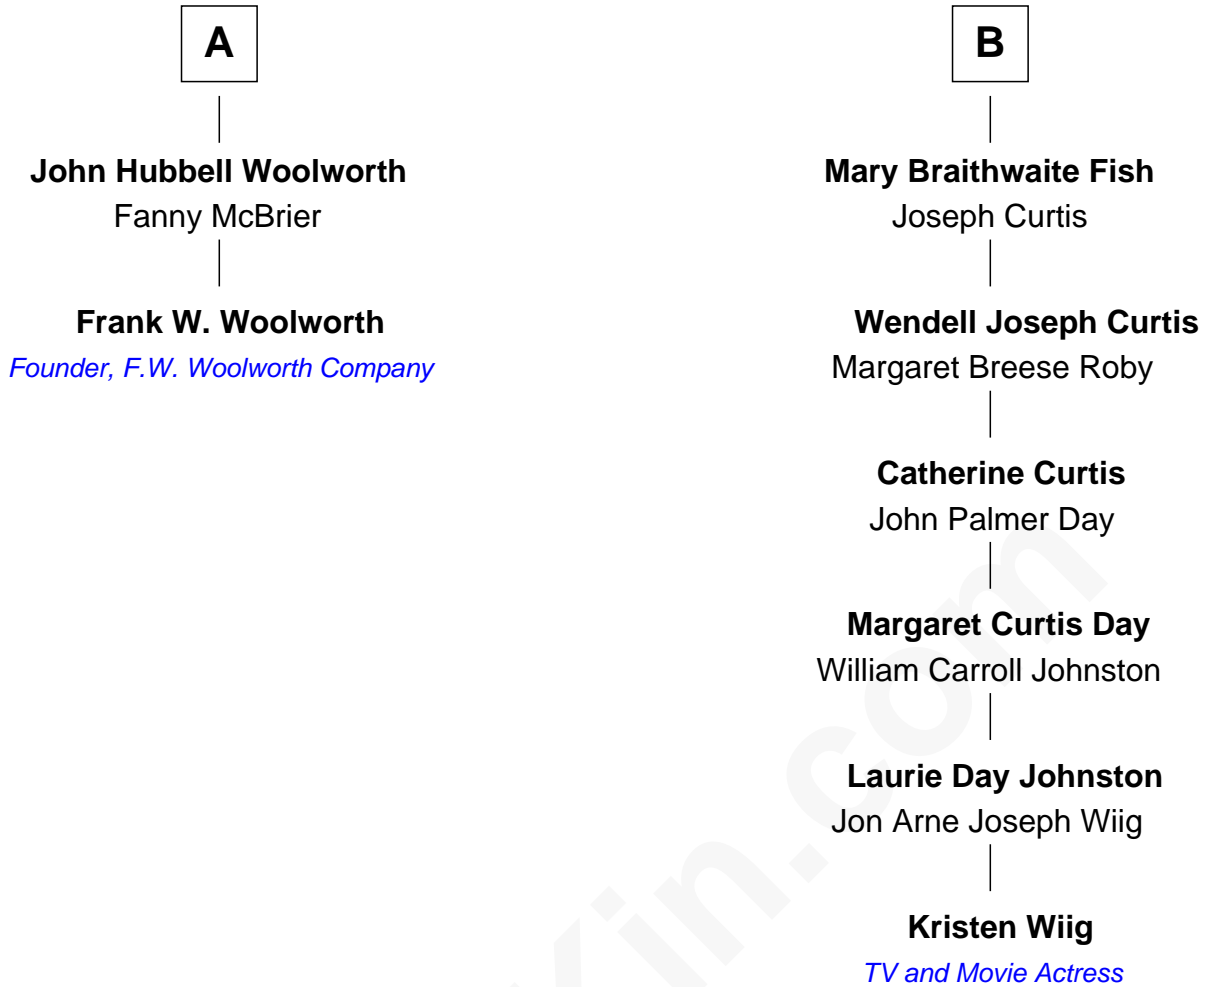 A
John Hubbell Woolworth
Fanny McBrier
Frank W. Woolworth
Founder, F.W. Woolworth Company
B
Mary Braithwaite Fish
Joseph Curtis
Wendell Joseph Curtis
Margaret Breese Roby
Catherine Curtis
John Palmer Day
Margaret Curtis Day
William Carroll Johnston
Laurie Day Johnston
Jon Arne Joseph Wiig
Kristen Wiig
TV and Movie Actress
Kin.com